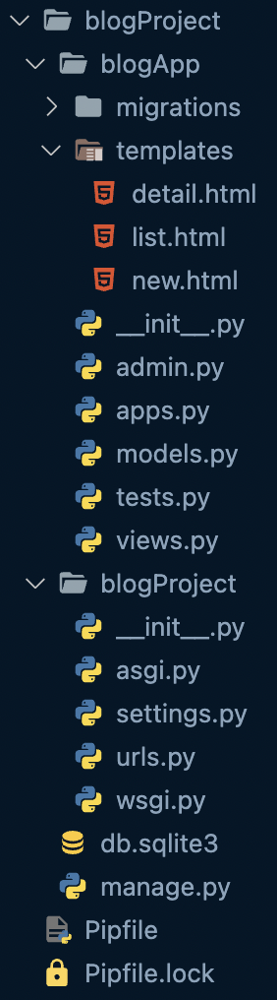 blogProject
blogApp
migrations
templates
detail.html
list.html
new.html
__init__.py
admin.py
apps.py
models.py
tests.py
views.py
blogProject
__init__.py
asgi.py
settings.py
urls.py
wsgi.py
db.sqlite3
manage.py
Pipfile
Pipfile.lock